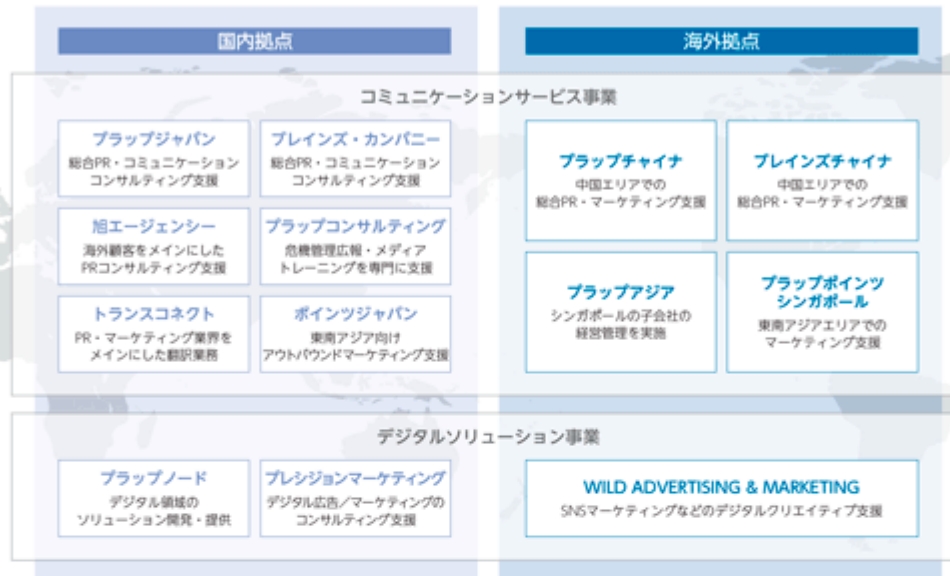 国内拠点
海外拠点
コミュニケーションサービス事業
プラップジャパン
総合PR・コミュニケーション
コンサルティング支援
ブレインズ・カンパニー
総合PR・コミュニケーション
コンサルティング支援
プラップチャイナ
中国エリアでの
総合PR・マーケティング支援
ブレインズチャイナ
中国エリアでの
総合PR・マーケティング支援
旭エージェンシー
海外顧客をメインにした
PRコンサルティング支援
プラップコンサルティング
危機管理広報・メディア
トレーニングを専門に支援
トランスコネクト
PR・マーケティング業界を
メインにした翻訳業務
ポインツジャパン
東南アジア向け
アウトバウンドマーケティング支援
プラップアジア
シンガポールの子会社の
経営管理を実施
プラップポインツ
シンガポール
東南アジアエリアでの
マーケティング支援
デジタルソリューション事業
プラップノード
デジタル領域の
ソリューション開発・提供
プレシジョンマーケティング
デジタル広告／マーケティングの
コンサルティング支援
WILD ADVERTISING & MARKETING
SNSマーケティングなどのデジタルクリエイティブ支援